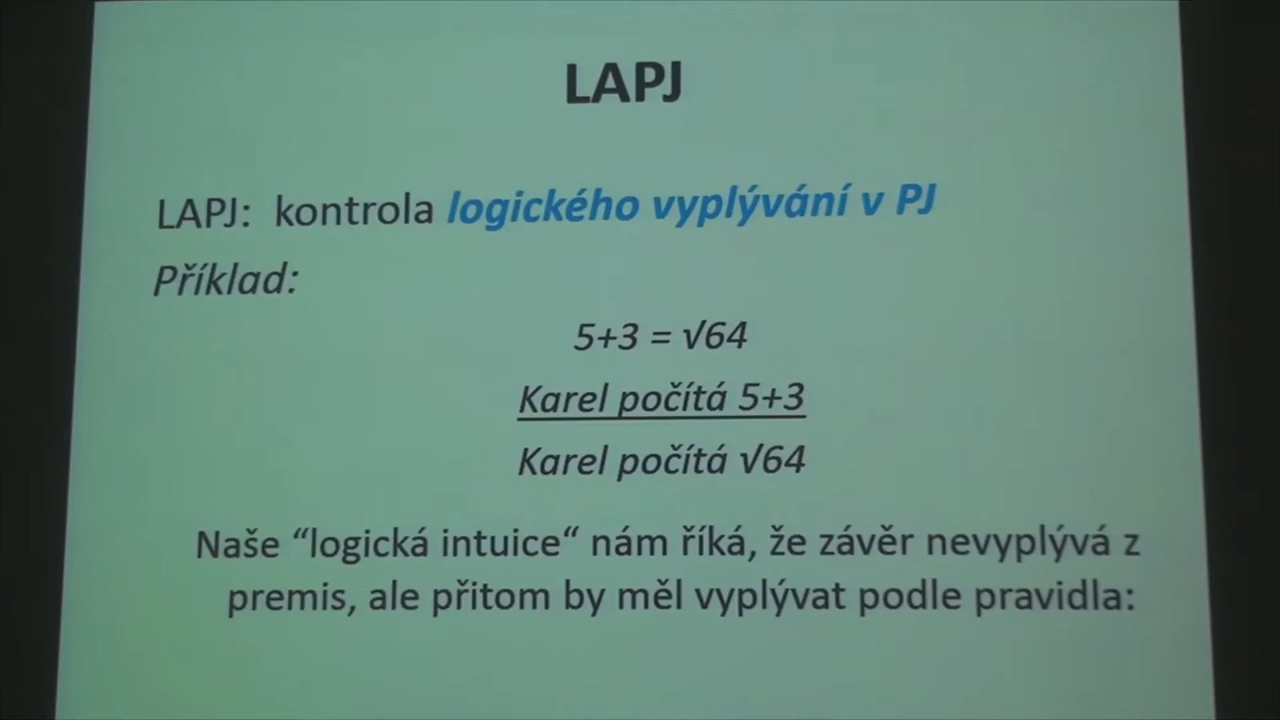 LAPJ
LAPJ: kontrola logického vyplývání v PJ
Příklad:
5+3 = √64
Karel počítá 5+3
Karel počítá √64
Naše “logická intuice“ nám říká, že závěr nevyplývá z
premis, ale přitom by měl vyplývat podle pravidla: